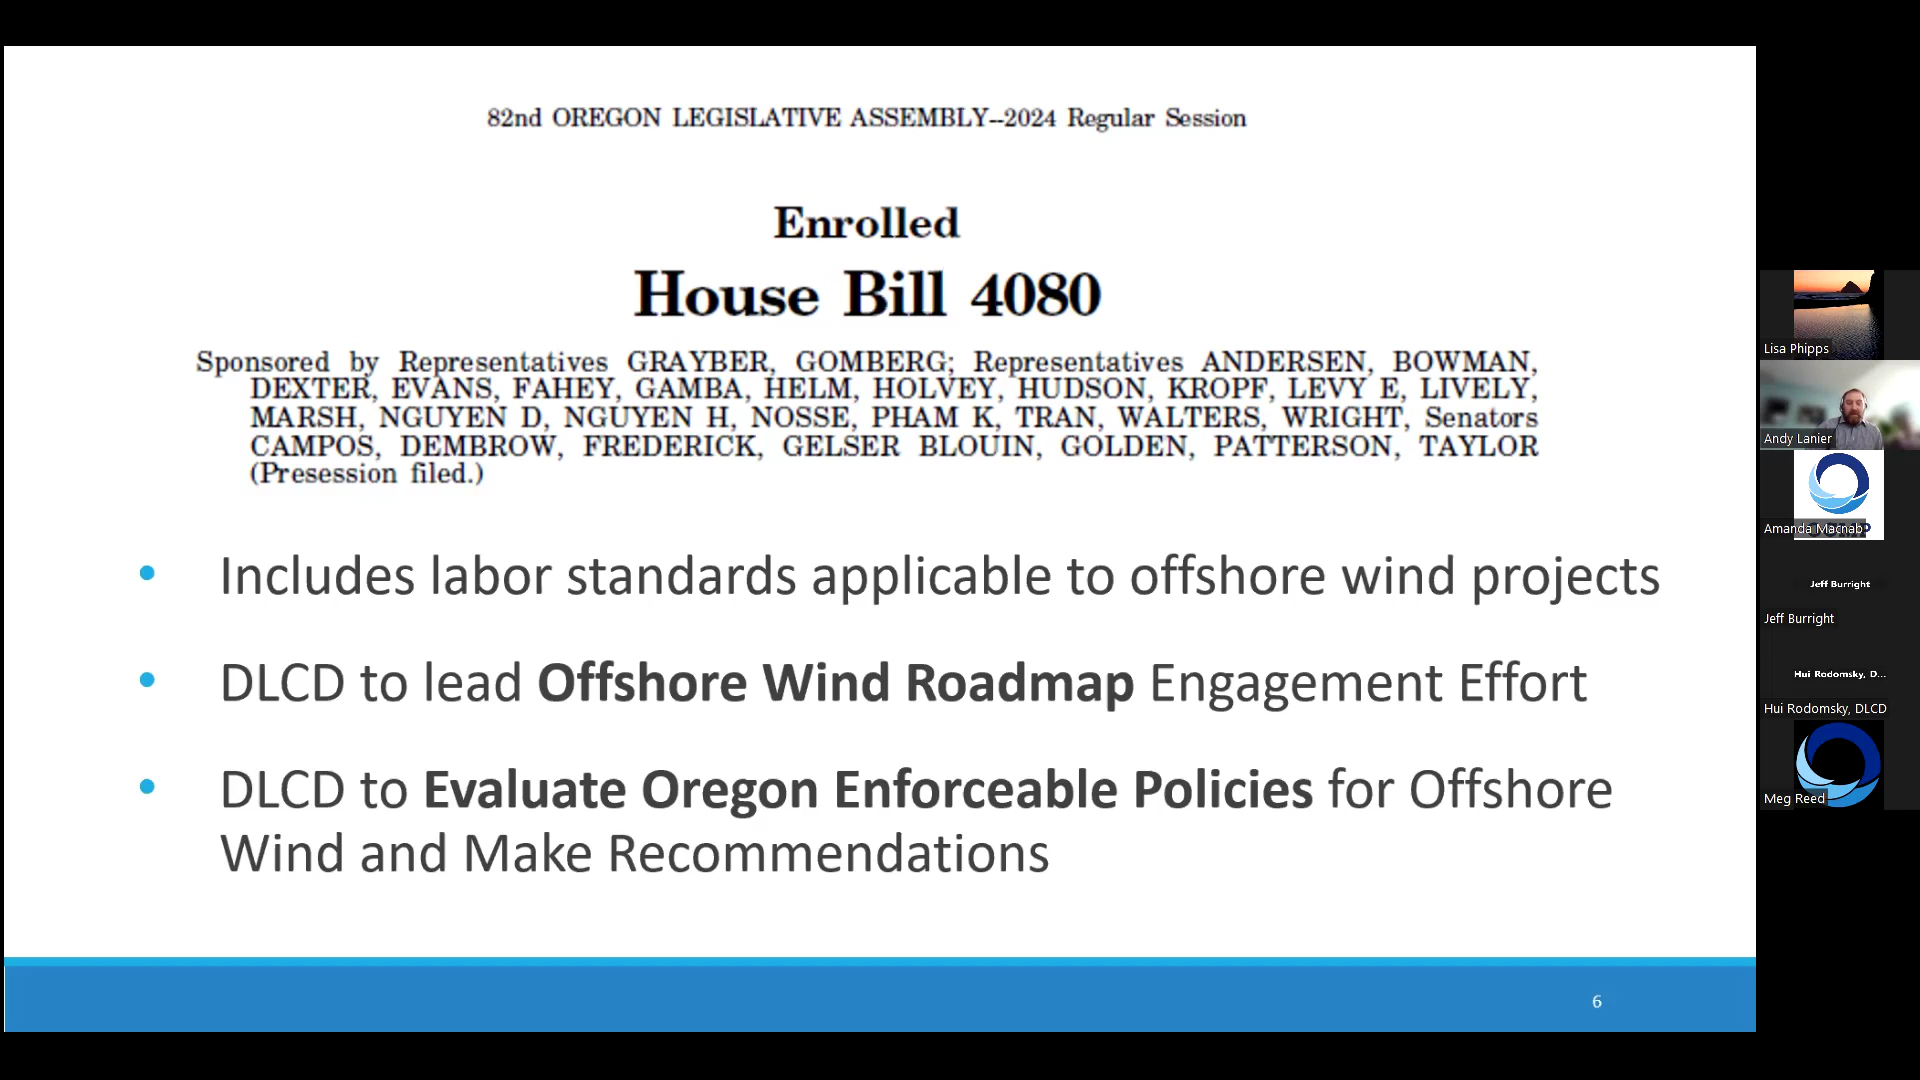 82nd OREGON LEGISLATIVE ASSEMBLY--2024 Regular Session
Enrolled
House Bill 4080
Sponsored by Representatives GRAYBER, GOMBERG; Representatives ANDERSEN, BOWMAN,
DEXTER, EVANS, FAHEY, GAMBA, HELM, HOLVEY, HUDSON, KROPF, LEVY E, LIVELY,
MARSH, NGUYEN D, NGUYEN H, NOSSE, PHAM K, TRAN, WALTERS, WRIGHT, Senators
CAMPOS, DEMBROW, FREDERICK, GELSER BLOUIN, GOLDEN, PATTERSON, TAYLOR
(Presession filed.)
• Includes labor standards applicable to offshore wind projects
• DLCD to lead Offshore Wind Roadmap Engagement Effort
• DLCD to Evaluate Oregon Enforceable Policies for Offshore
Wind and Make Recommendations
6
Lisa Phipps
Andy Lanier
Amanda Macnab
Jeff Burright
Jeff Burright
Hui Rodomsky, D...
Hui Rodomsky, DLCD
Meg Reed